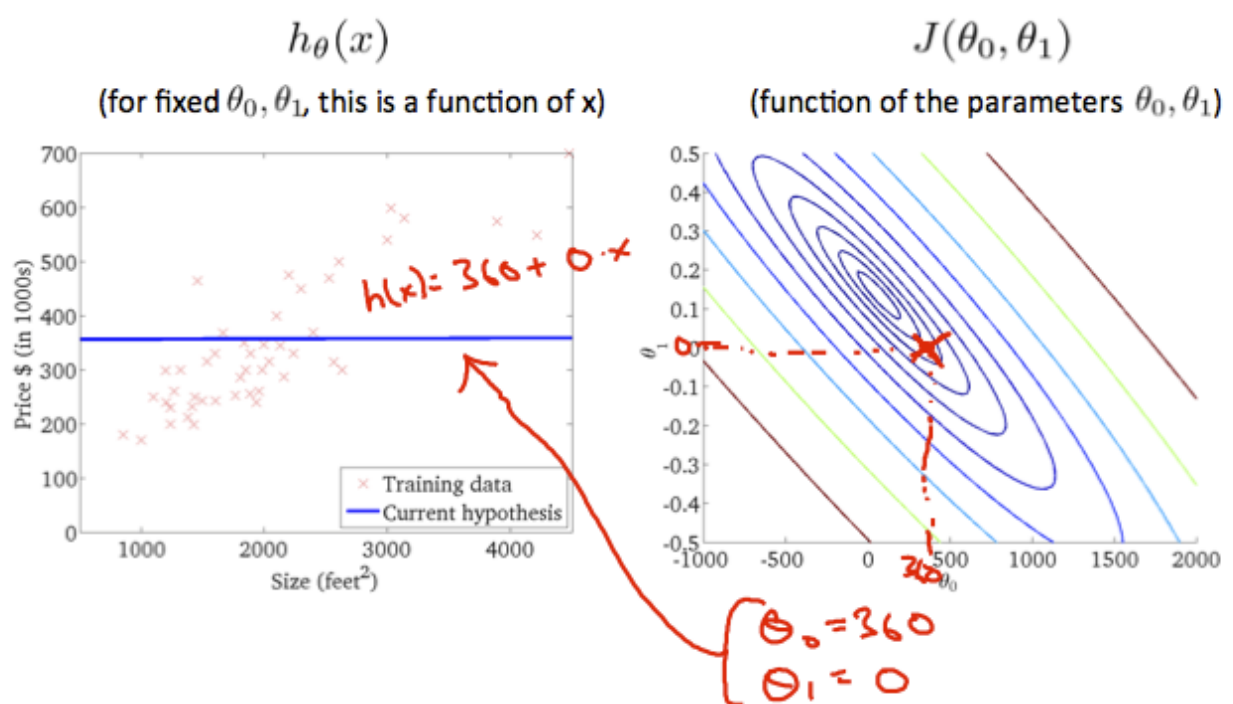 hθ(x)
(for fixed θ0, θ1, this is a function of x)
700
600
500
400
300
200
100
0
Price $ (in 1000s)
1000 2000 3000 4000
Size (feet²)
h(x) = 360 + 0·x
Training data
Current hypothesis
J(θ0, θ1)
(function of the parameters θ0, θ1)
0.5
0.4
0.3
0.2
0.1
0
0
-0.1
-0.2
-0.3
-0.4
-0.5
θ1
-1000 -500 0 500 1000 1500 2000
360
θ0
θ0 = 360
θ1 = 0